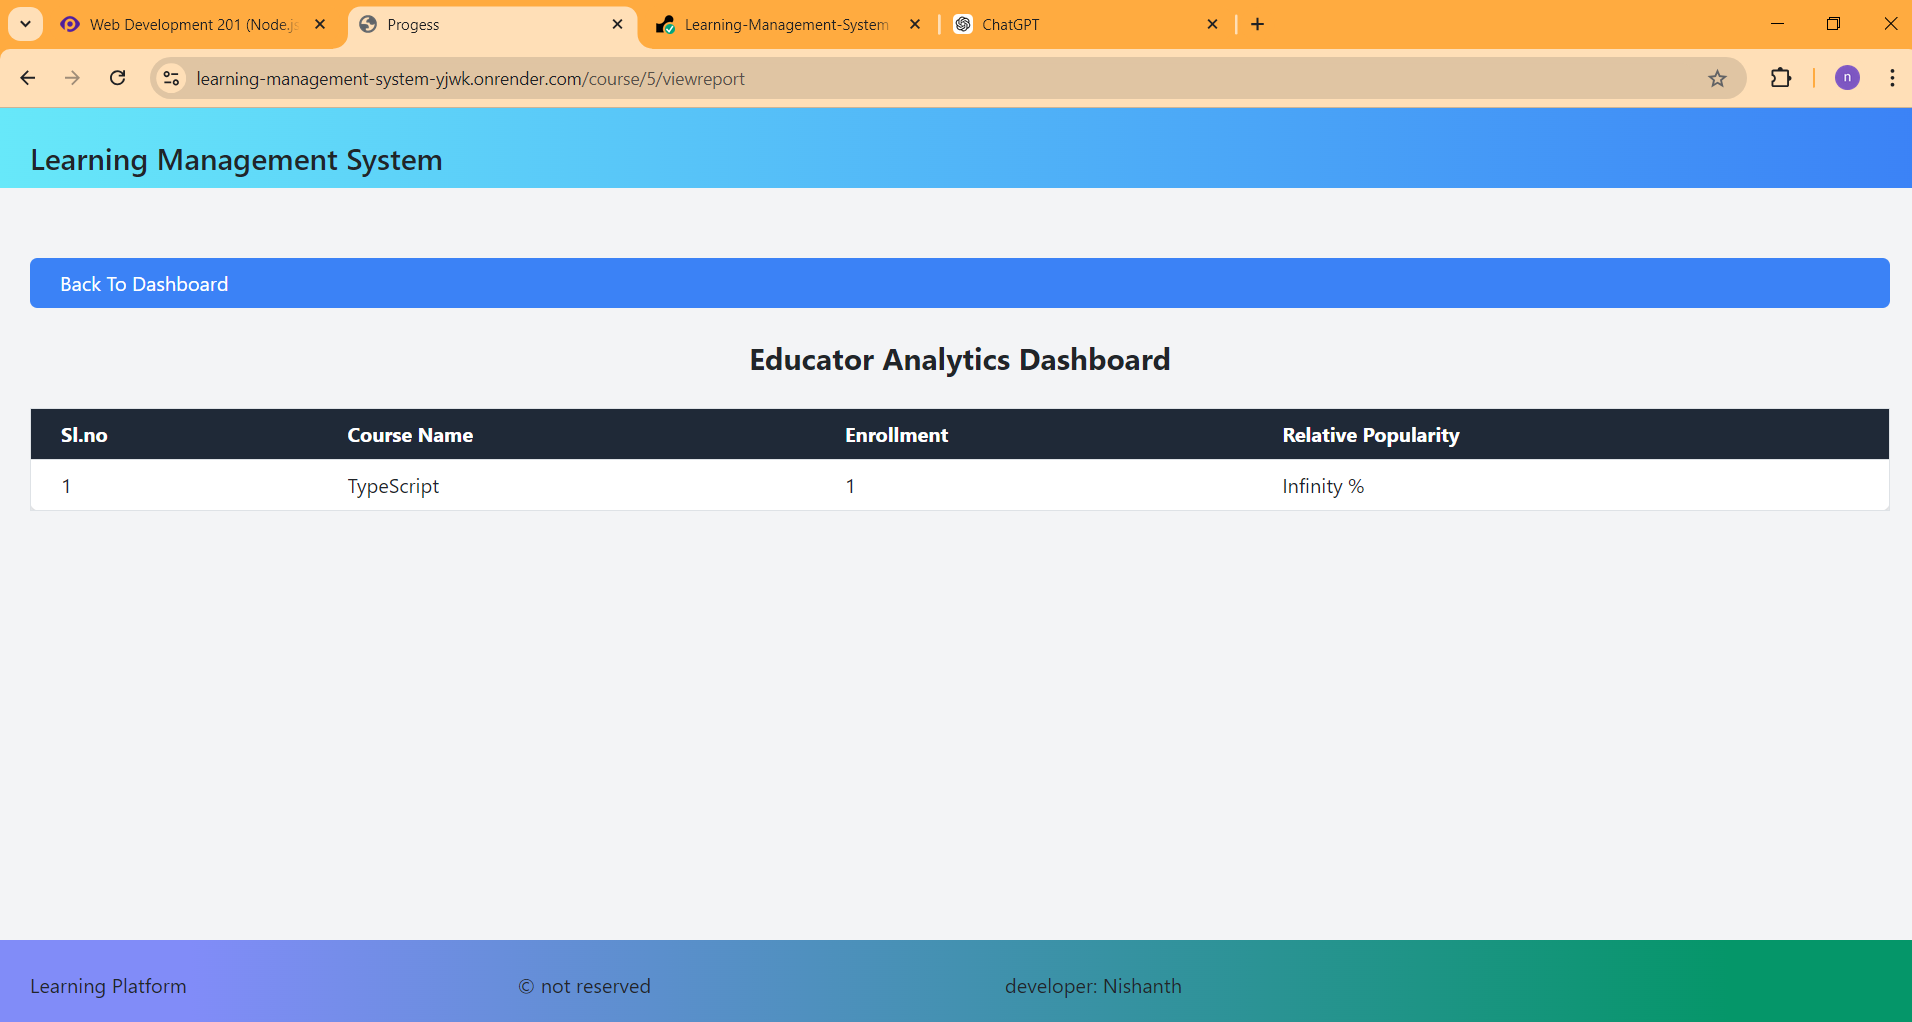 Web Development 201 (Node.js
Progess
Learning-Management-System
ChatGPT
learning-management-system-yjwk.onrender.com/course/5/viewreport
n
Learning Management System
Back To Dashboard
Educator Analytics Dashboard
Sl.no Course Name Enrollment Relative Popularity
1 TypeScript 1 Infinity %
Learning Platform © not reserved developer: Nishanth